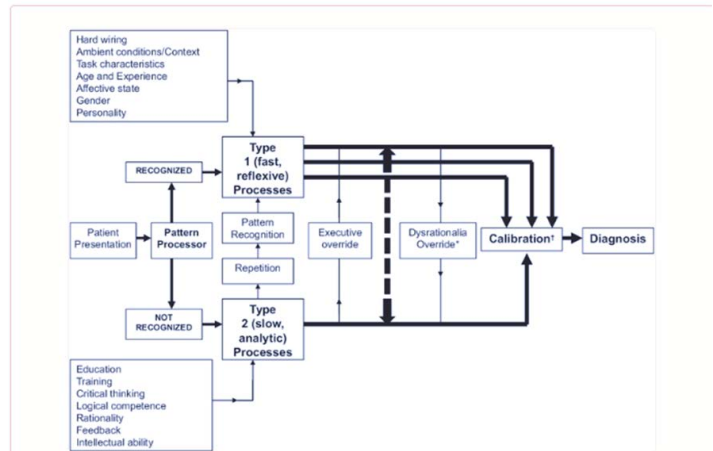 Hard wiring
Ambient conditions/Context
Task characteristics
Age and Experience
Affective state
Gender
Personality
Type
1 (fast,
reflexive)
Processes
RECOGNIZED
Patient
Presentation
Pattern
Processor
Pattern
Recognition
Executive
override
Dysrationalia
Override*
Calibration†
Diagnosis
Repetition
NOT
RECOGNIZED
Type
2 (slow,
analytic)
Processes
Education
Training
Critical thinking
Logical competence
Rationality
Feedback
Intellectual ability